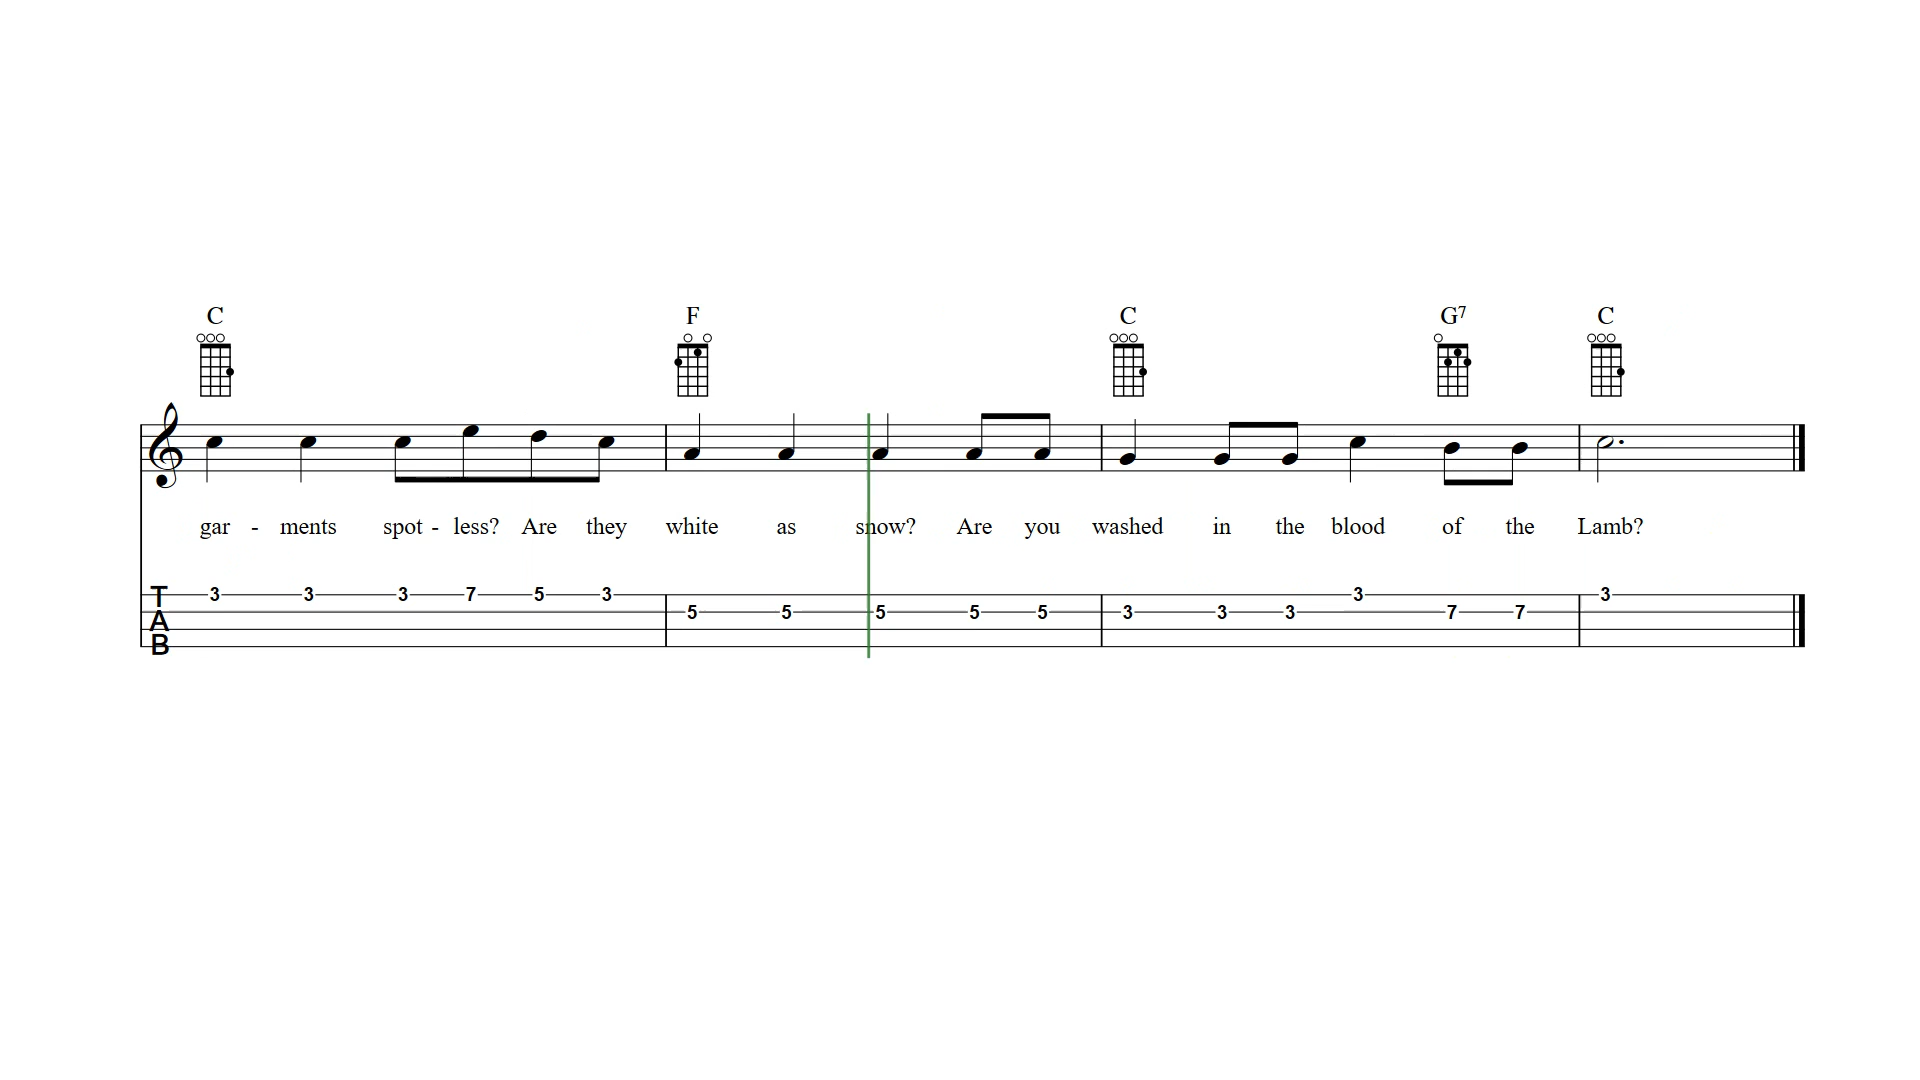 C F C G7 C
gar - ments spot - less? Are they white as snow? Are you washed in the blood of the Lamb?
T 3 3 3 7 5 3 3 3
A 5 5 5 5 5 3 3 3 7 7
B